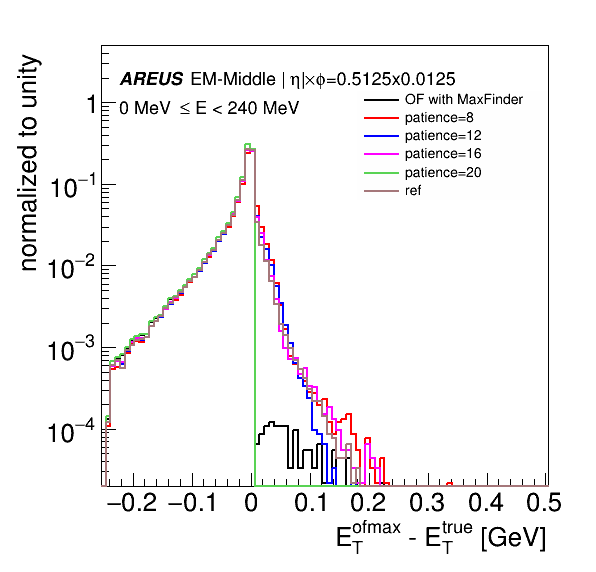 AREUS EM-Middle | η|×ϕ=0.5125x0.0125
0 MeV ≤ E < 240 MeV
OF with MaxFinder
patience=8
patience=12
patience=16
patience=20
ref
normalized to unity
1
10⁻¹
10⁻²
10⁻³
10⁻⁴
−0.2 −0.1 0 0.1 0.2 0.3 0.4 0.5
E_T^ofmax - E_T^true [GeV]